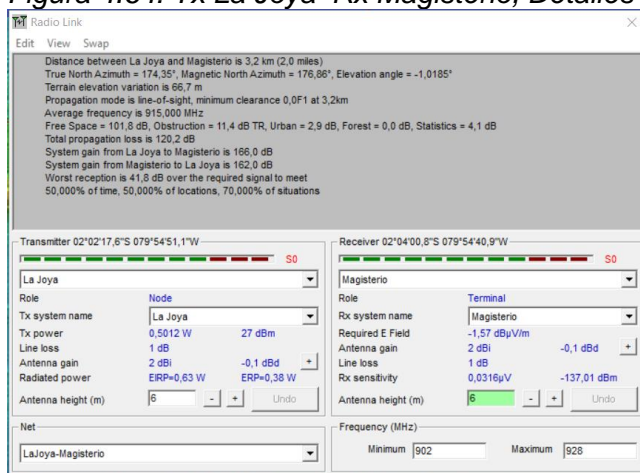 Figura 4.34. Tx La Joya- Rx Magisterio, Detalles
Radio Link
Edit View Swap
Distance between La Joya and Magisterio is 3,2 km (2,0 miles)
True North Azimuth = 174,35°, Magnetic North Azimuth = 176,86°, Elevation angle = -1,0185°
Terrain elevation variation is 66,7 m
Propagation mode is line-of-sight, minimum clearance 0,0F1 at 3,2km
Average frequency is 915,000 MHz
Free Space = 101,8 dB, Obstruction = 11,4 dB TR, Urban = 2,9 dB, Forest = 0,0 dB, Statistics = 4,1 dB
Total propagation loss is 120,2 dB
System gain from La Joya to Magisterio is 166,0 dB
System gain from Magisterio to La Joya is 162,0 dB
Worst reception is 41,8 dB over the required signal to meet
50,000% of time, 50,000% of locations, 70,000% of situations
Transmitter 02°02'17,6"S 079°54'51,1"W
S0
La Joya
Role Node
Tx system name La Joya
Tx power 0,5012 W 27 dBm
Line loss 1 dB
Antenna gain 2 dBi -0,1 dBd +
Radiated power EIRP=0,63 W ERP=0,38 W
Antenna height (m) 6 - + Undo
Net
LaJoya-Magisterio
Receiver 02°04'00,8"S 079°54'40,9"W
S0
Magisterio
Role Terminal
Rx system name Magisterio
Required E Field -1,57 dBµV/m
Antenna gain 2 dBi -0,1 dBd +
Line loss 1 dB
Rx sensitivity 0,0316µV -137,01 dBm
Antenna height (m) 6 - + Undo
Frequency (MHz)
Minimum 902 Maximum 928